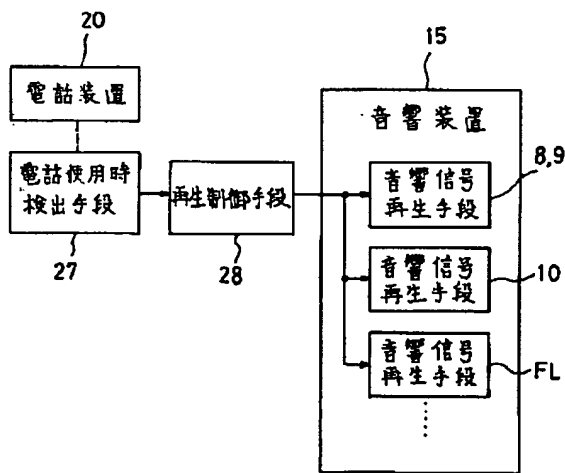 20
電話装置
電話使用時
検出手段
27
再生制御手段
28
15
音響装置
音響信号
再生手段
8,9
音響信号
再生手段
10
音響信号
再生手段
FL